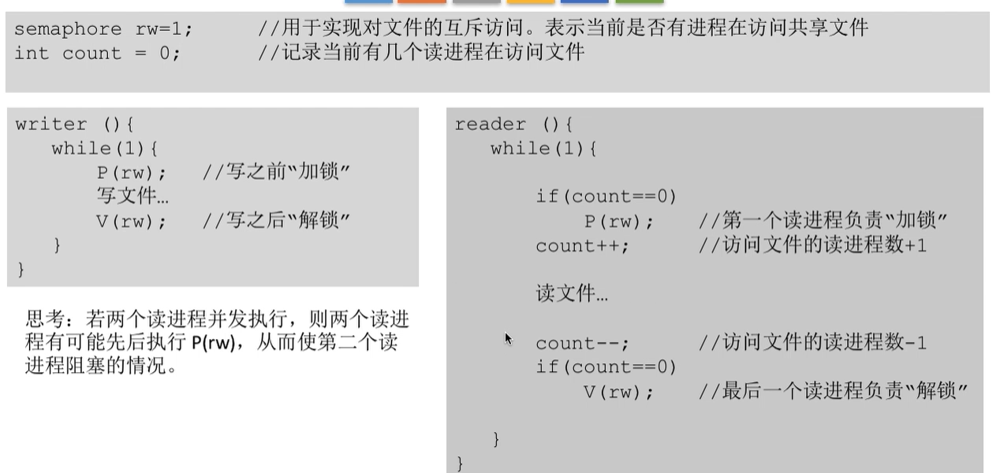 semaphore rw=1; //用于实现对文件的互斥访问。表示当前是否有进程在访问共享文件
int count = 0; //记录当前有几个读进程在访问文件
writer (){
while(1){
P(rw); //写之前“加锁”
写文件…
V(rw); //写之后“解锁”
}
}
思考：若两个读进程并发执行，则两个读进
程有可能先后执行 P(rw)，从而使第二个读
进程阻塞的情况。
reader (){
while(1){
if(count==0)
P(rw); //第一个读进程负责“加锁”
count++; //访问文件的读进程数+1
读文件…
count--; //访问文件的读进程数-1
if(count==0)
V(rw); //最后一个读进程负责“解锁”
}
}